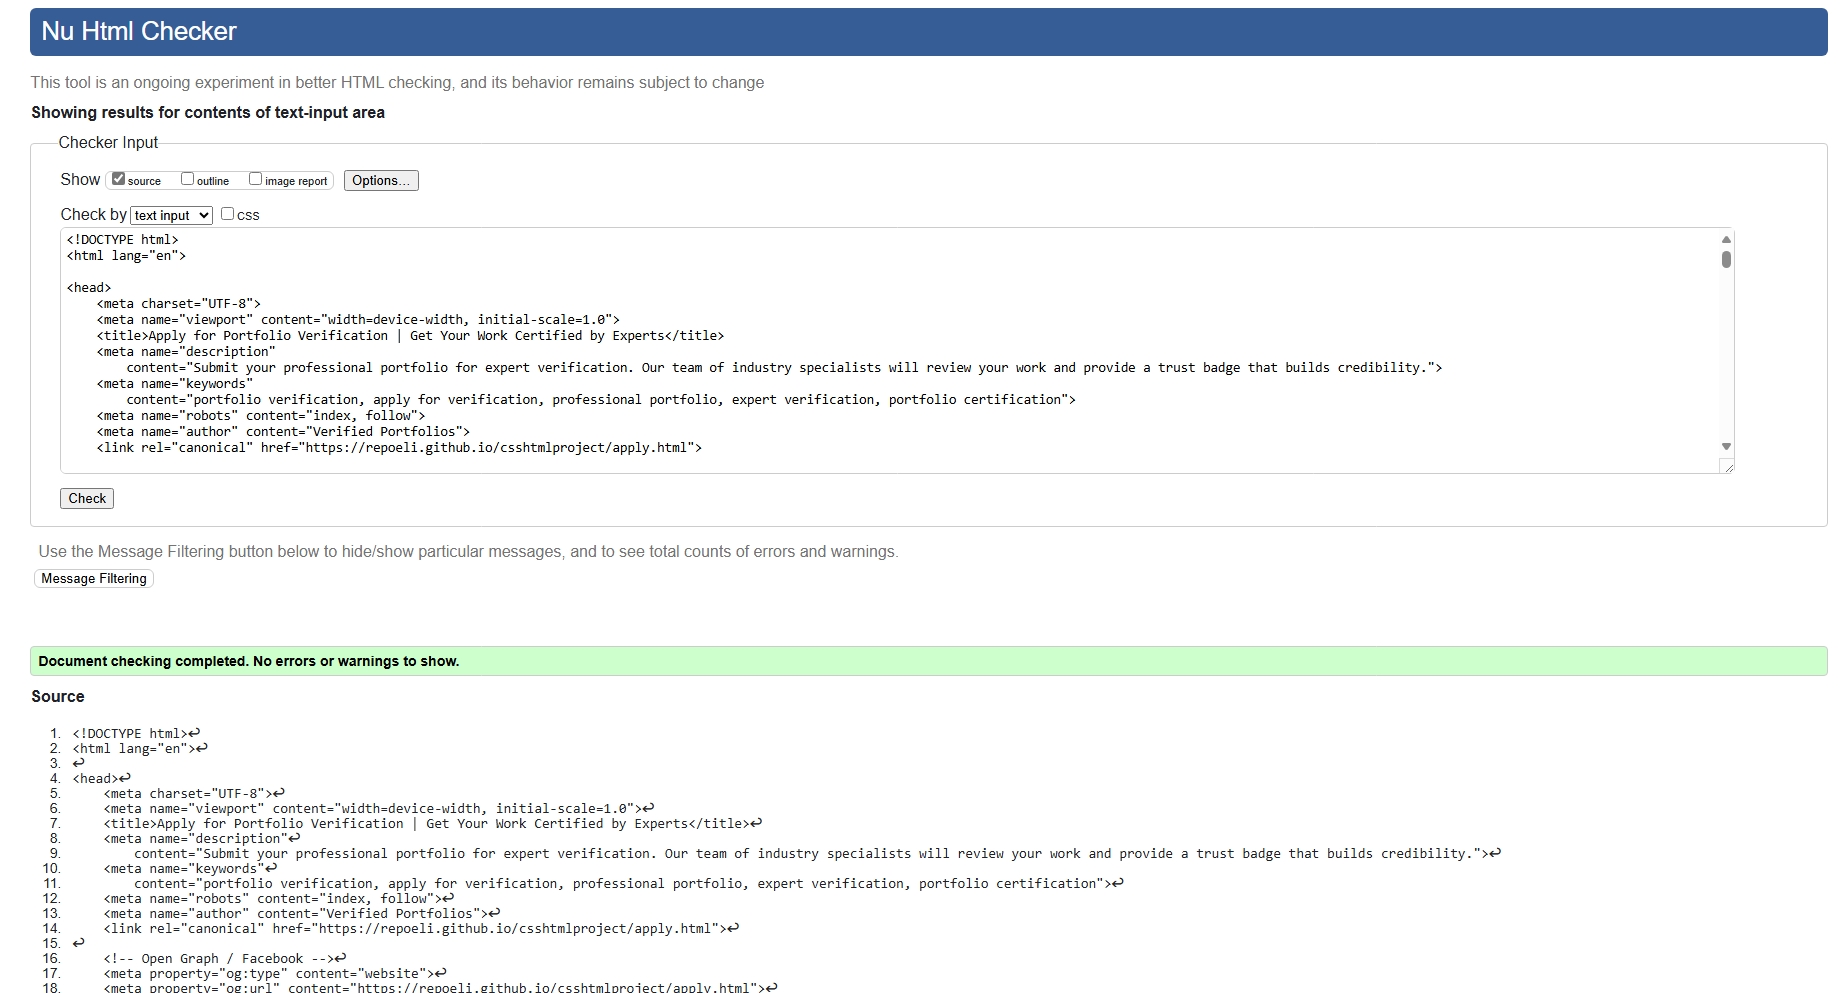 Nu Html Checker
This tool is an ongoing experiment in better HTML checking, and its behavior remains subject to change
Showing results for contents of text-input area
Checker Input
Show source outline image report Options...
Check by text input css
<!DOCTYPE html>
<html lang="en">
<head>
<meta charset="UTF-8">
<meta name="viewport" content="width=device-width, initial-scale=1.0">
<title>Apply for Portfolio Verification | Get Your Work Certified by Experts</title>
<meta name="description"
content="Submit your professional portfolio for expert verification. Our team of industry specialists will review your work and provide a trust badge that builds credibility.">
<meta name="keywords"
content="portfolio verification, apply for verification, professional portfolio, expert verification, portfolio certification">
<meta name="robots" content="index, follow">
<meta name="author" content="Verified Portfolios">
<link rel="canonical" href="https://repoeli.github.io/csshtmlproject/apply.html">
Check
Use the Message Filtering button below to hide/show particular messages, and to see total counts of errors and warnings.
Message Filtering
Document checking completed. No errors or warnings to show.
Source
1. <!DOCTYPE html>↩
2. <html lang="en">↩
3. ↩
4. <head>↩
5. <meta charset="UTF-8">↩
6. <meta name="viewport" content="width=device-width, initial-scale=1.0">↩
7. <title>Apply for Portfolio Verification | Get Your Work Certified by Experts</title>↩
8. <meta name="description"↩
9. content="Submit your professional portfolio for expert verification. Our team of industry specialists will review your work and provide a trust badge that builds credibility.">↩
10. <meta name="keywords"↩
11. content="portfolio verification, apply for verification, professional portfolio, expert verification, portfolio certification">↩
12. <meta name="robots" content="index, follow">↩
13. <meta name="author" content="Verified Portfolios">↩
14. <link rel="canonical" href="https://repoeli.github.io/csshtmlproject/apply.html">↩
15. ↩
16. <!-- Open Graph / Facebook -->↩
17. <meta property="og:type" content="website">↩
18. <meta property="og:url" content="https://repoeli.github.io/csshtmlproject/apply.html">↩